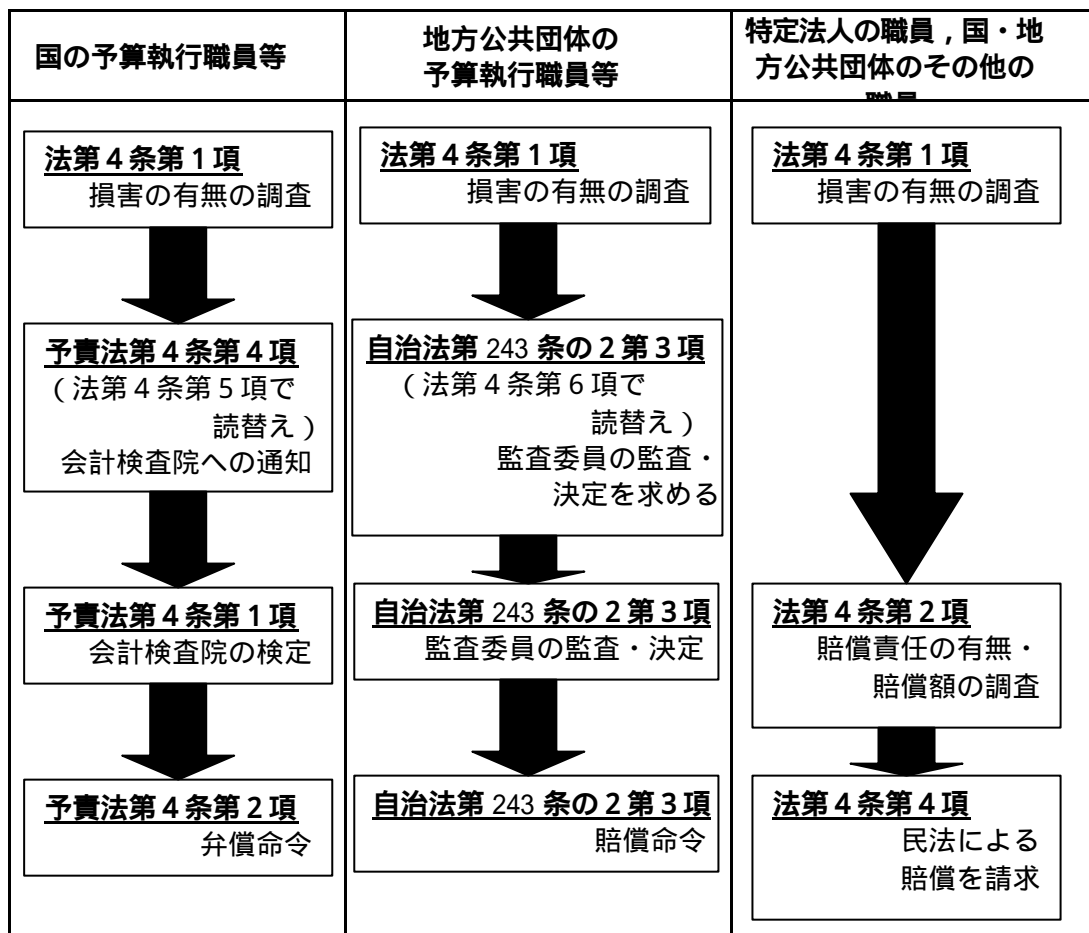 国の予算執行職員等
地方公共団体の
予算執行職員等
特定法人の職員，国・地
方公共団体のその他の
職員
法第４条第１項
損害の有無の調査
予責法第４条第４項
（法第４条第５項で
読替え）
会計検査院への通知
予責法第４条第１項
会計検査院の検定
予責法第４条第２項
弁償命令
法第４条第１項
損害の有無の調査
自治法第 243 条の２第３項
（法第４条第６項で
読替え）
監査委員の監査・
決定を求める
自治法第 243 条の２第３項
監査委員の監査・決定
自治法第 243 条の２第３項
賠償命令
法第４条第１項
損害の有無の調査
法第４条第２項
賠償責任の有無・
賠償額の調査
法第４条第４項
民法による
賠償を請求